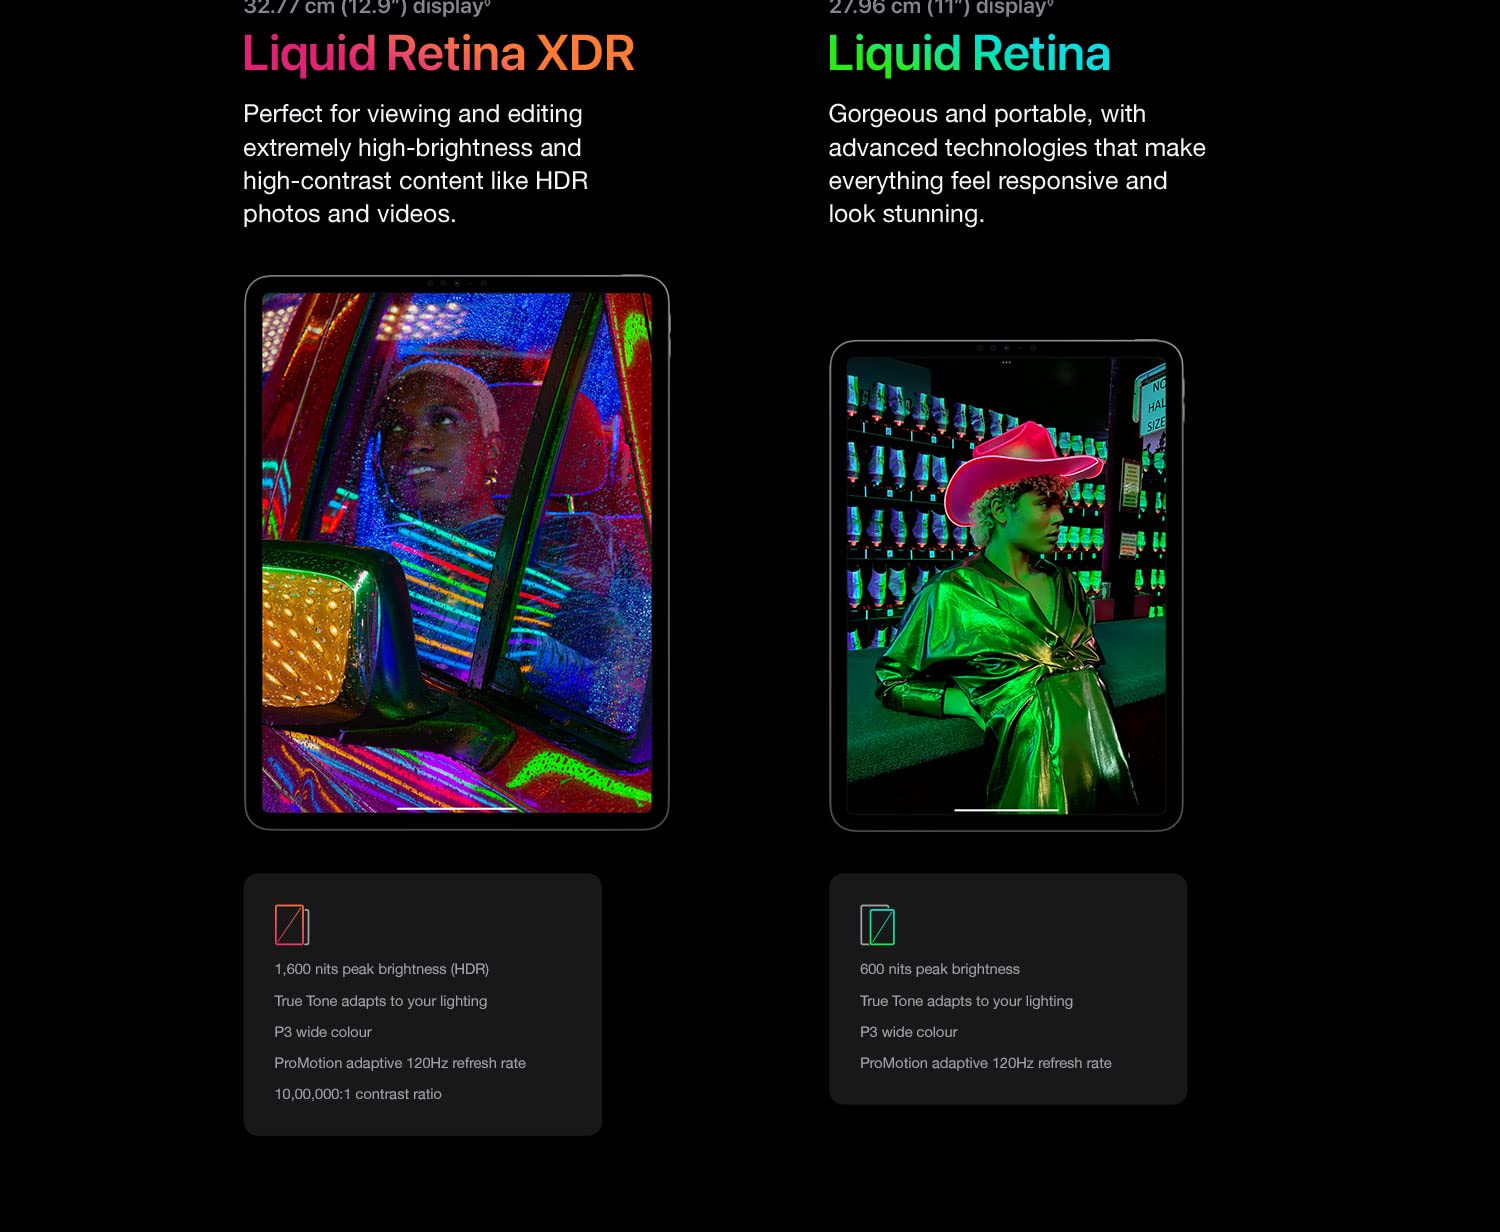 32.77 cm (12.9″) display◊
Liquid Retina XDR
Perfect for viewing and editing
extremely high-brightness and
high-contrast content like HDR
photos and videos.
1,600 nits peak brightness (HDR)
True Tone adapts to your lighting
P3 wide colour
ProMotion adaptive 120Hz refresh rate
10,00,000:1 contrast ratio
27.96 cm (11″) display◊
Liquid Retina
Gorgeous and portable, with
advanced technologies that make
everything feel responsive and
look stunning.
NO
HAL
SIZE
600 nits peak brightness
True Tone adapts to your lighting
P3 wide colour
ProMotion adaptive 120Hz refresh rate